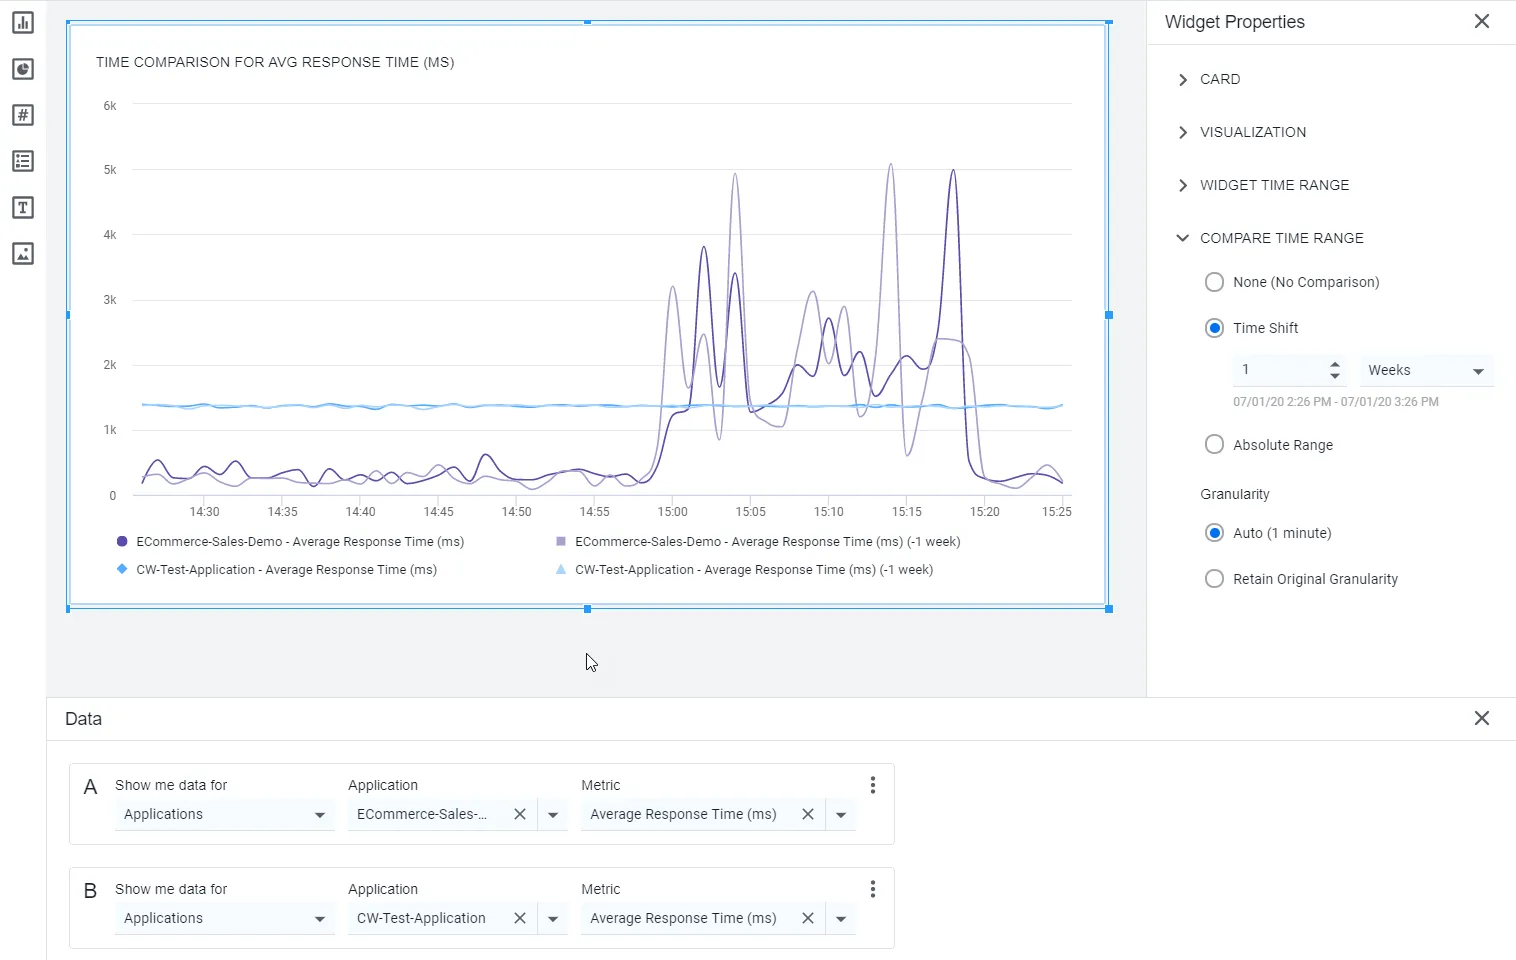 Widget Properties
TIME COMPARISON FOR AVG RESPONSE TIME (MS)
6k
5k
4k
3k
2k
1k
0
14:30 14:35 14:40 14:45 14:50 14:55 15:00 15:05 15:10 15:15 15:20 15:25
ECommerce-Sales-Demo - Average Response Time (ms)
ECommerce-Sales-Demo - Average Response Time (ms) (-1 week)
CW-Test-Application - Average Response Time (ms)
CW-Test-Application - Average Response Time (ms) (-1 week)
CARD
VISUALIZATION
WIDGET TIME RANGE
COMPARE TIME RANGE
None (No Comparison)
Time Shift
1 Weeks
07/01/20 2:26 PM - 07/01/20 3:26 PM
Absolute Range
Granularity
Auto (1 minute)
Retain Original Granularity
Data
A Show me data for Application Metric
Applications ECommerce-Sales-... Average Response Time (ms)
B Show me data for Application Metric
Applications CW-Test-Application Average Response Time (ms)